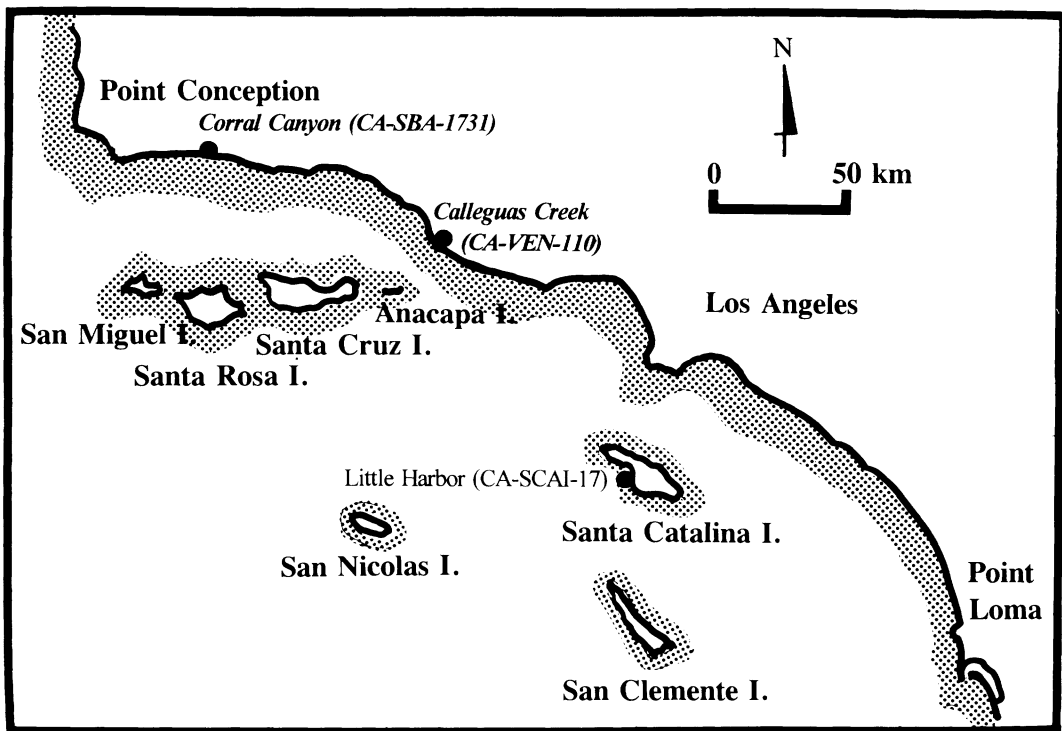 N
Point Conception
Corral Canyon (CA-SBA-1731)
0 50 km
Calleguas Creek
(CA-VEN-110)
Los Angeles
Anacapa I.
San Miguel I.
Santa Cruz I.
Santa Rosa I.
Little Harbor (CA-SCAI-17)
Santa Catalina I.
San Nicolas I.
Point
Loma
San Clemente I.